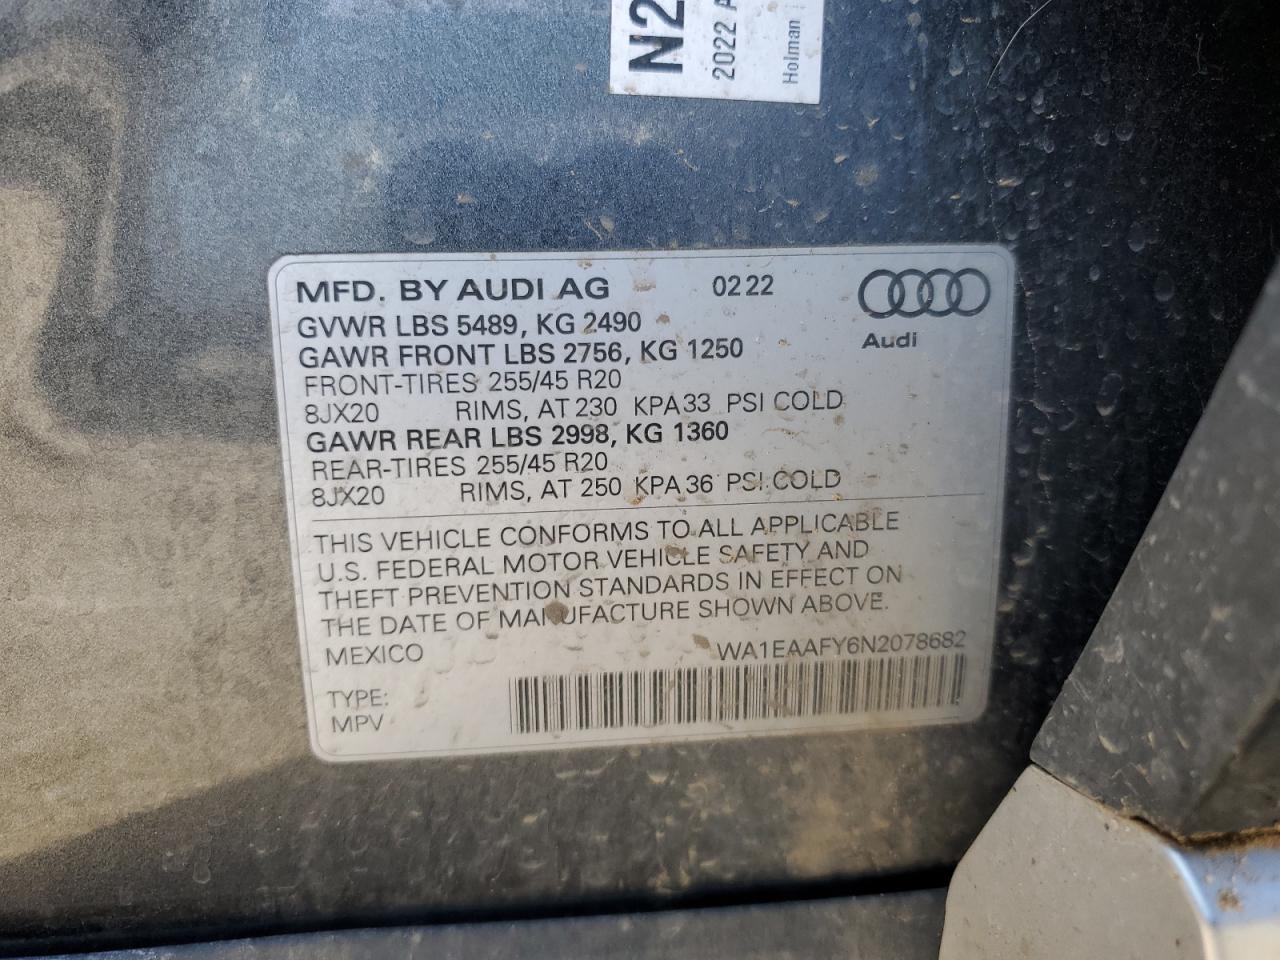 N2
2022 A
Holman
MFD. BY AUDI AG 02 22
GVWR LBS 5489, KG 2490
GAWR FRONT LBS 2756, KG 1250
Audi
FRONT-TIRES 255/45 R20
8JX20 RIMS, AT 230 KPA 33 PSI COLD
GAWR REAR LBS 2998, KG 1360
REAR-TIRES 255/45 R20
8JX20 RIMS, AT 250 KPA 36 PSI COLD
THIS VEHICLE CONFORMS TO ALL APPLICABLE
U.S. FEDERAL MOTOR VEHICLE SAFETY AND
THEFT PREVENTION STANDARDS IN EFFECT ON
THE DATE OF MANUFACTURE SHOWN ABOVE.
MEXICO WA1EAAFY6N2078682
TYPE:
MPV